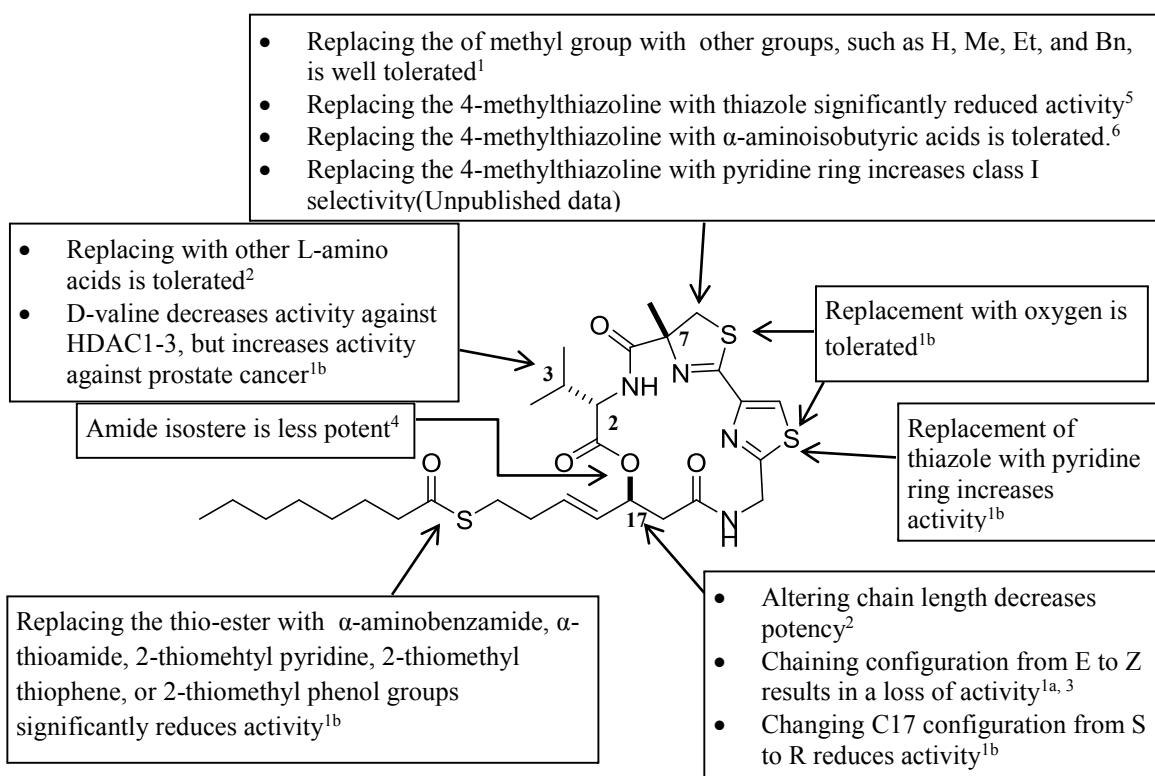 • Replacing the of methyl group with other groups, such as H, Me, Et, and Bn,
is well tolerated¹
• Replacing the 4-methylthiazoline with thiazole significantly reduced activity⁵
• Replacing the 4-methylthiazoline with α-aminoisobutyric acids is tolerated.⁶
• Replacing the 4-methylthiazoline with pyridine ring increases class I
selectivity(Unpublished data)
• Replacing with other L-amino
acids is tolerated²
• D-valine decreases activity against
HDAC1-3, but increases activity
against prostate cancer¹ᵇ
Replacement with oxygen is
tolerated¹ᵇ
Amide isostere is less potent⁴
Replacement of
thiazole with pyridine
ring increases
activity¹ᵇ
O
7
S
N
3
NH
2
O
O
N
S
O
N
H
17
O
S
Replacing the thio-ester with α-aminobenzamide, α-
thioamide, 2-thiomehtyl pyridine, 2-thiomethyl
thiophene, or 2-thiomethyl phenol groups
significantly reduces activity¹ᵇ
• Altering chain length decreases
potency²
• Chaining configuration from E to Z
results in a loss of activity¹ᵃ, ³
• Changing C17 configuration from S
to R reduces activity¹ᵇ